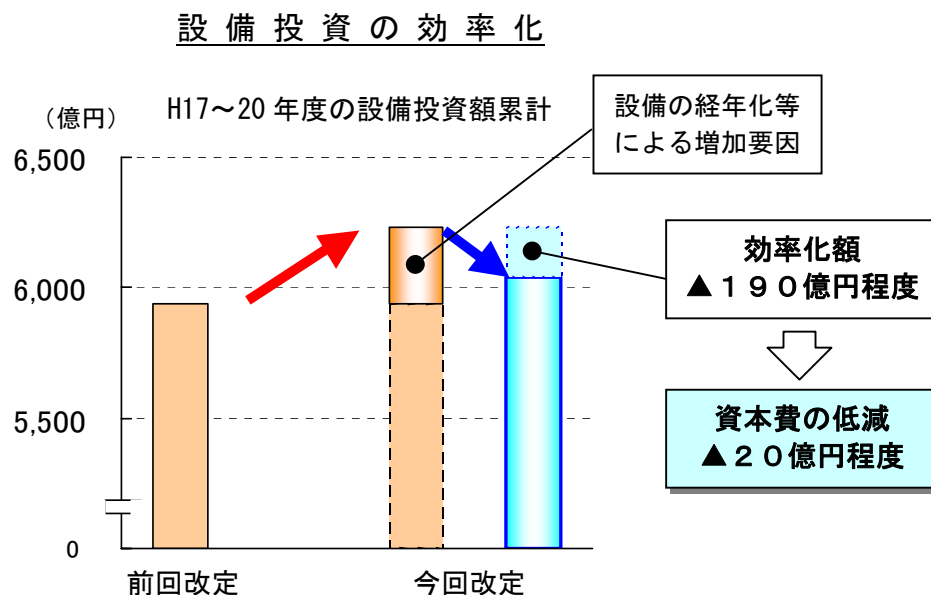 設備投資の効率化
(億円)
H17～20年度の設備投資額累計
設備の経年化等
による増加要因
6,500
効率化額
▲１９０億円程度
6,000
資本費の低減
▲２０億円程度
5,500
0
前回改定
今回改定